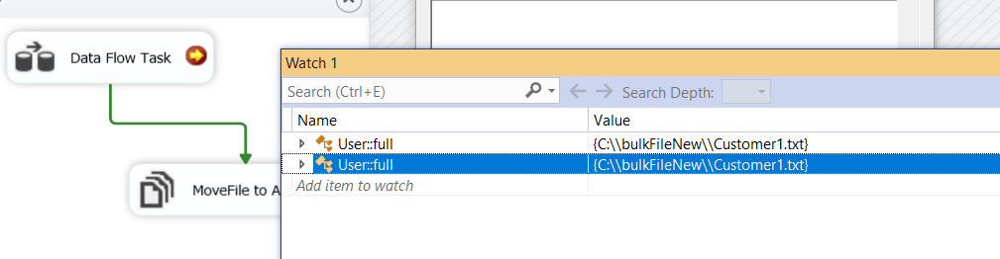 Data Flow Task
Watch 1
Search (Ctrl+E)
Search Depth:
Name Value
User::full {C:\\bulkFileNew\\Customer1.txt}
User::full {C:\\bulkFileNew\\Customer1.txt}
Add item to watch
MoveFile to A